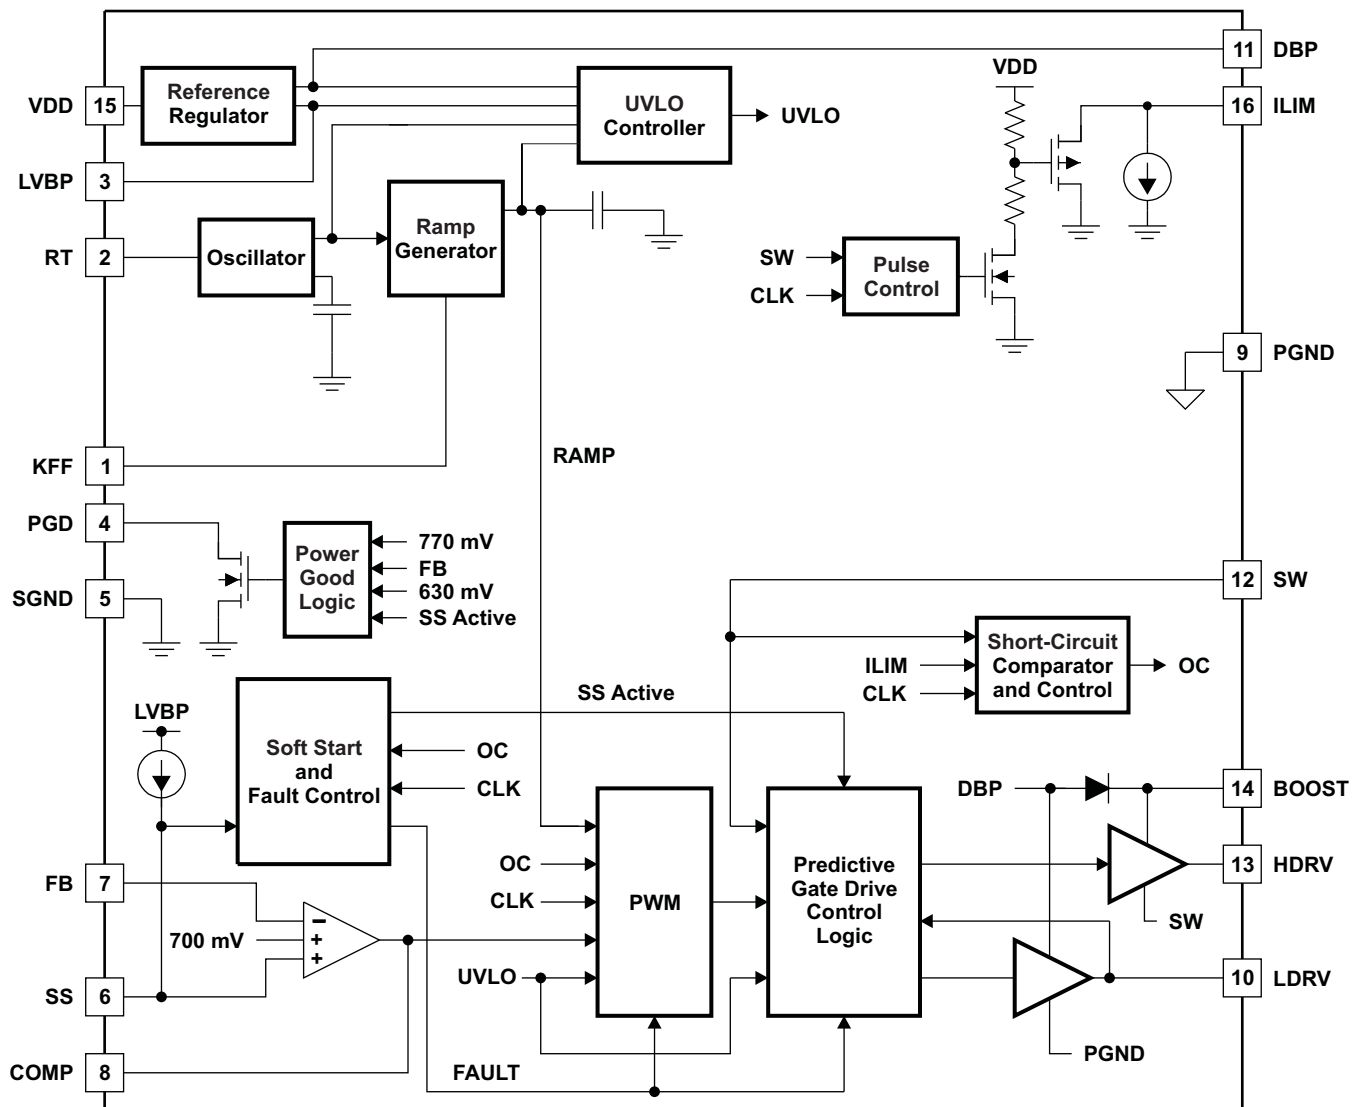 11 DBP
VDD
Reference
Regulator
UVLO
Controller
UVLO
VDD 15
16 ILIM
LVBP 3
Ramp
Generator
RT 2
Oscillator
SW
CLK
Pulse
Control
9 PGND
KFF 1
RAMP
PGD 4
Power
Good
Logic
770 mV
FB
630 mV
SS Active
SGND 5
12 SW
Short-Circuit
Comparator
and Control
ILIM
CLK
OC
SS Active
LVBP
Soft Start
and
Fault Control
OC
CLK
DBP
14 BOOST
FB 7
OC
CLK
PWM
Predictive
Gate Drive
Control
Logic
13 HDRV
SW
700 mV
–
+
+
UVLO
SS 6
10 LDRV
PGND
COMP 8
FAULT